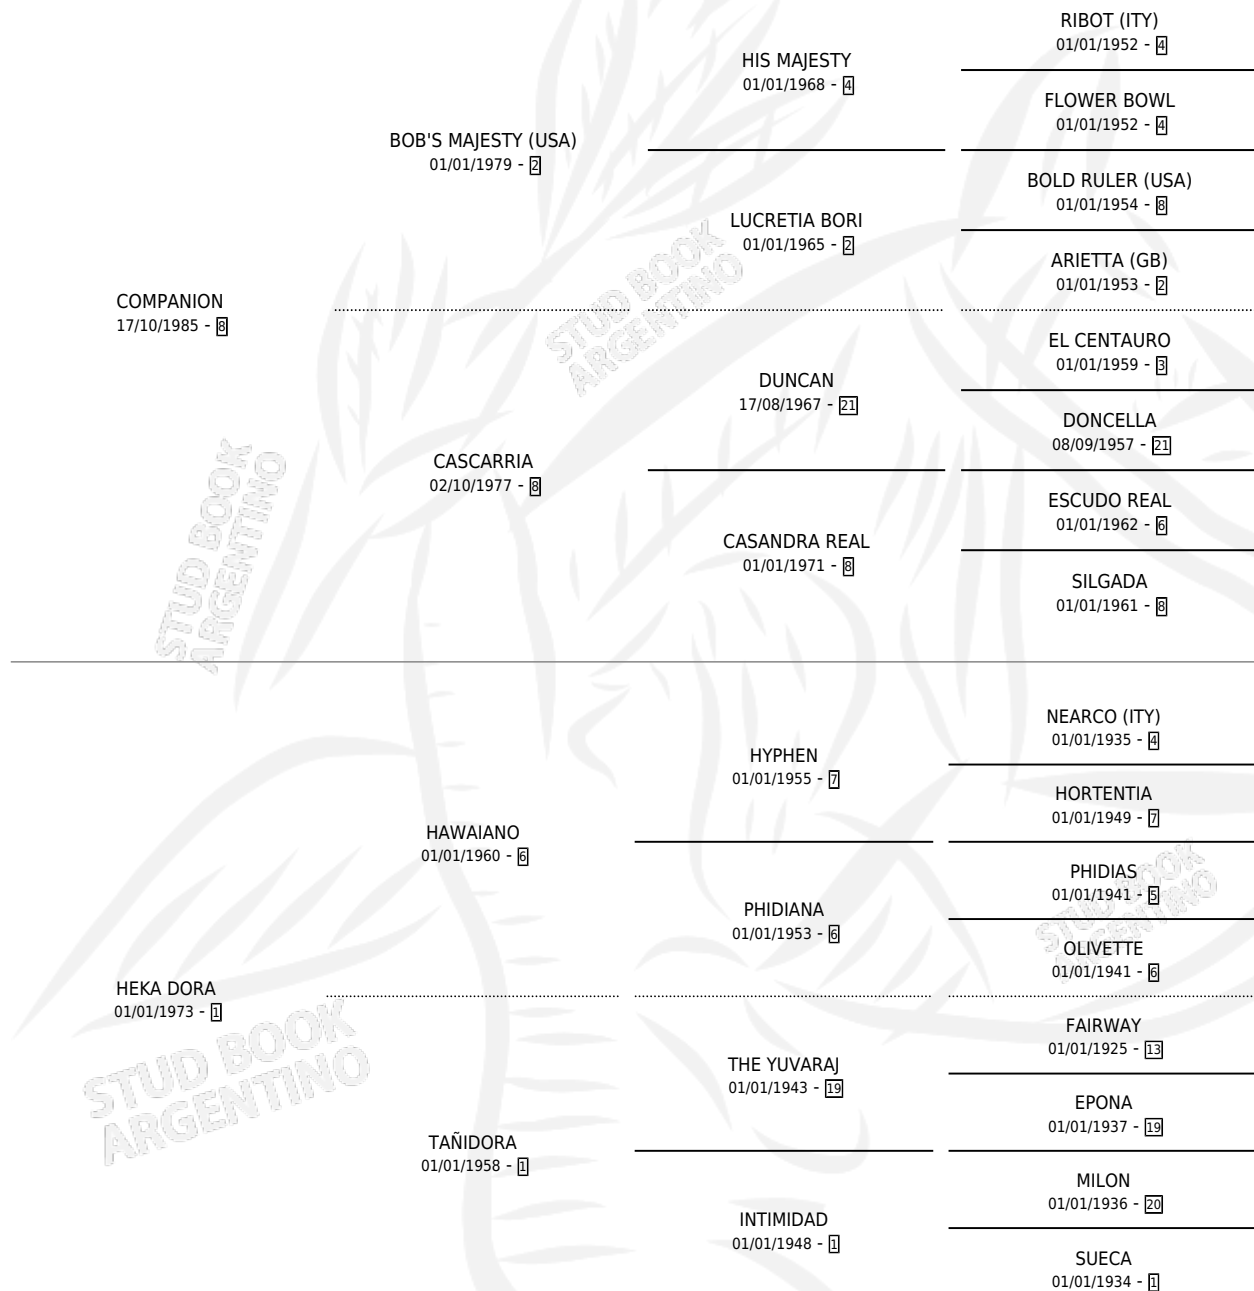 RIBOT (ITY)
01/01/1952 - 4
HIS MAJESTY
01/01/1968 - 4
FLOWER BOWL
01/01/1952 - 4
BOB'S MAJESTY (USA)
01/01/1979 - 2
BOLD RULER (USA)
01/01/1954 - 8
LUCRETIA BORI
01/01/1965 - 2
ARIETTA (GB)
01/01/1953 - 2
COMPANION
17/10/1985 - 8
EL CENTAURO
01/01/1959 - 3
DUNCAN
17/08/1967 - 21
DONCELLA
08/09/1957 - 21
CASCARRIA
02/10/1977 - 8
ESCUDO REAL
01/01/1962 - 6
CASANDRA REAL
01/01/1971 - 8
SILGADA
01/01/1961 - 8
NEARCO (ITY)
01/01/1935 - 4
HYPHEN
01/01/1955 - 7
HORTENTIA
01/01/1949 - 7
HAWAIANO
01/01/1960 - 6
PHIDIAS
01/01/1941 - 5
PHIDIANA
01/01/1953 - 6
OLIVETTE
01/01/1941 - 6
HEKA DORA
01/01/1973 - 1
FAIRWAY
01/01/1925 - 13
THE YUVARAJ
01/01/1943 - 19
EPONA
01/01/1937 - 19
TAÑIDORA
01/01/1958 - 1
MILON
01/01/1936 - 20
INTIMIDAD
01/01/1948 - 1
SUECA
01/01/1934 - 1
STUD BOOK
ARGENTINO
STUD BOOK
ARGENTINO
STUD BOOK
ARGENTINO
STUD BOOK
ARGENTINO